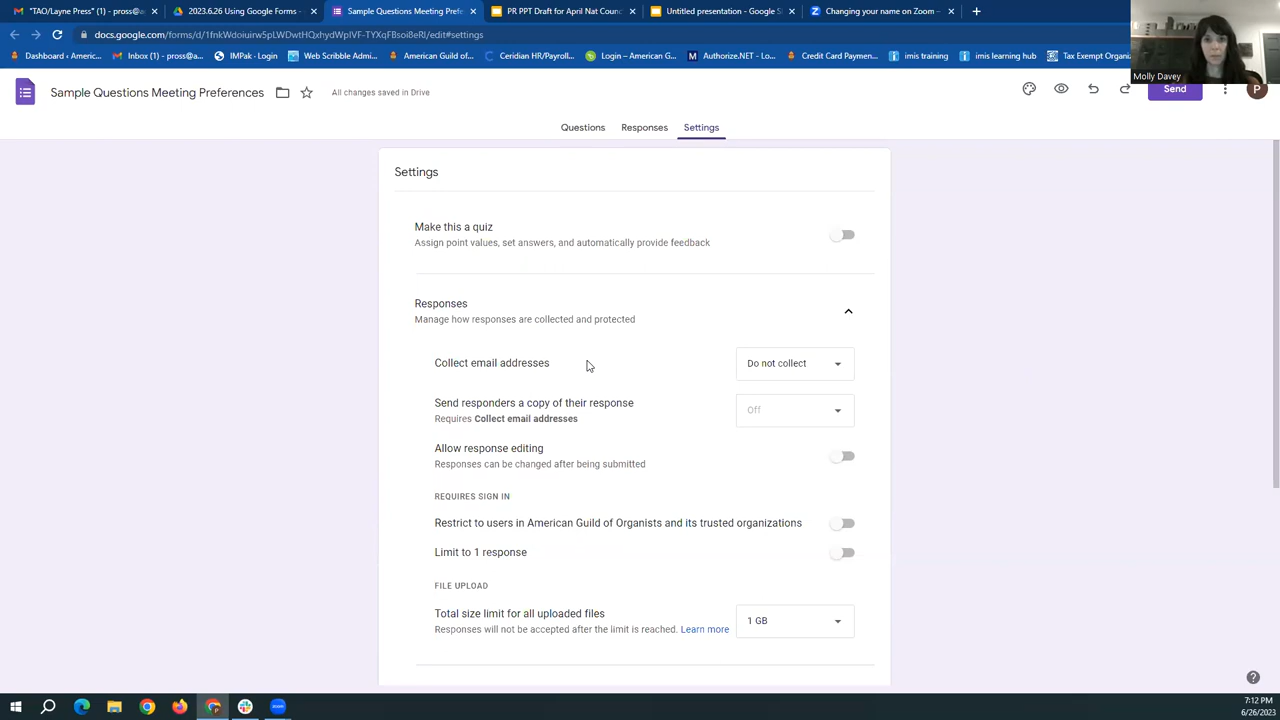 "TAO/Layne Press" <pross@a
2023.6.26 Using Google Forms -
Sample Questions Meeting Prefere
PR PPT Draft for April Nat Counc
Untitled presentation - Google S
Changing your name on Zoom -
docs.google.com/forms/d/1fnkWdoiuirw5pLWDwtHQxhydWpIVF-TYXqFBsoi8eRI/edit#settings
Dashboard ‹ Americ...
Inbox () - pross@a...
IMPak - Login
Web Scribble Admi...
American Guild of...
Ceridian HR/Payroll...
Login – American G...
Authorize.NET - Lo...
Credit Card Paymen...
imis training
imis learning hub
Tax Exempt Organiz
Molly Davey
Sample Questions Meeting Preferences
All changes saved in Drive
Send
P
Questions
Responses
Settings
Settings
Make this a quiz
Assign point values, set answers, and automatically provide feedback
Responses
Manage how responses are collected and protected
Collect email addresses
Do not collect
Send responders a copy of their response
Requires Collect email addresses
Off
Allow response editing
Responses can be changed after being submitted
REQUIRES SIGN IN
Restrict to users in American Guild of Organists and its trusted organizations
Limit to 1 response
FILE UPLOAD
Total size limit for all uploaded files
Responses will not be accepted after the limit is reached. Learn more
1 GB
7:12 PM
6/26/2023